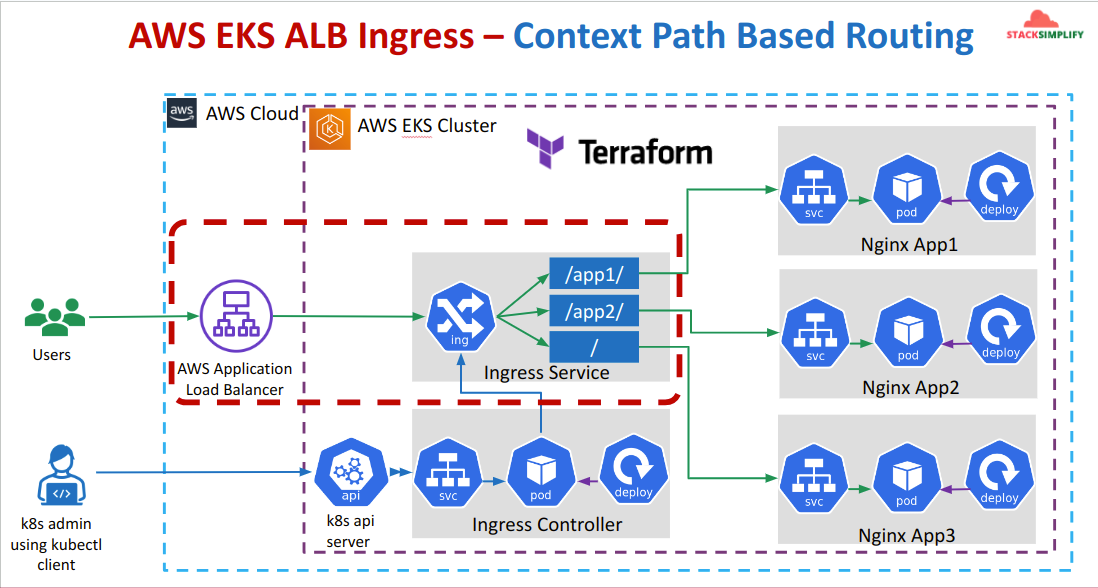 AWS EKS ALB Ingress – Context Path Based Routing
STACKSIMPLIFY
aws
AWS Cloud
AWS EKS Cluster
Terraform
svc
pod
deploy
Nginx App1
/app1/
/app2/
/
ing
Ingress Service
Users
AWS Application
Load Balancer
svc
pod
deploy
Nginx App2
k8s admin
using kubectl
client
api
k8s api
server
svc
pod
deploy
Ingress Controller
svc
pod
deploy
Nginx App3